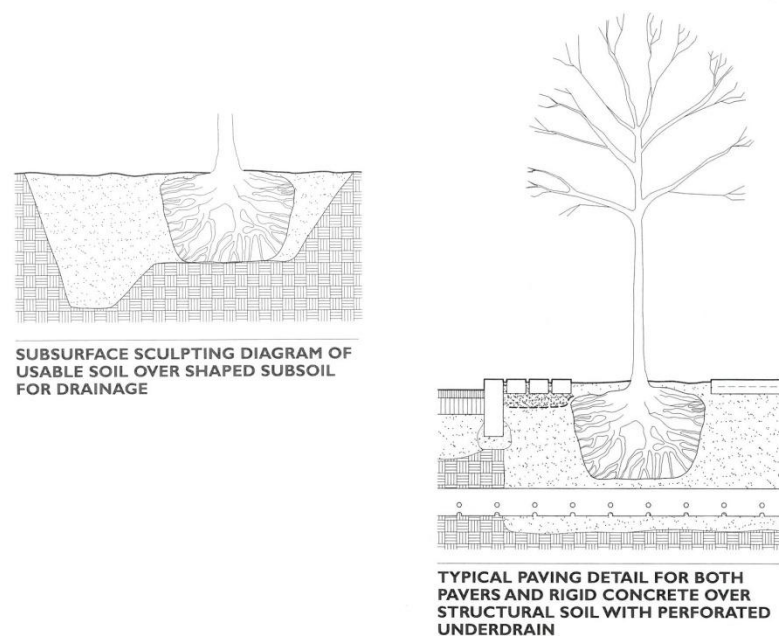 SUBSURFACE SCULPTING DIAGRAM OF
USABLE SOIL OVER SHAPED SUBSOIL
FOR DRAINAGE
TYPICAL PAVING DETAIL FOR BOTH
PAVERS AND RIGID CONCRETE OVER
STRUCTURAL SOIL WITH PERFORATED
UNDERDRAIN